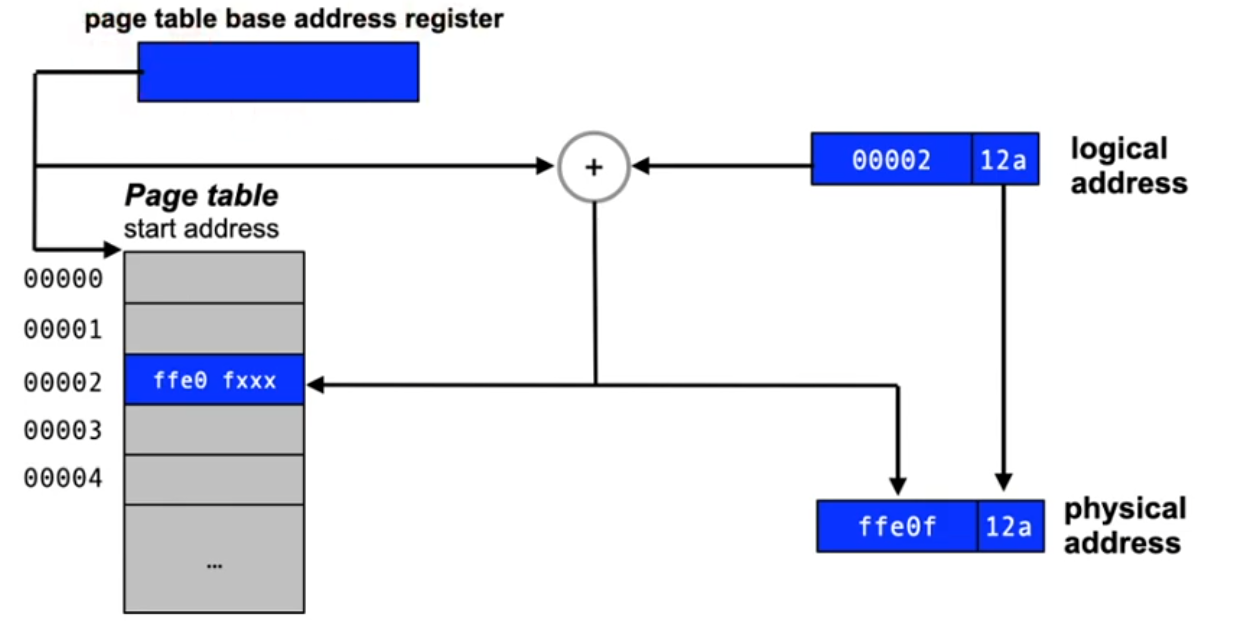 page table base address register
+
00002 12a
logical
address
Page table
start address
00000
00001
00002 ffe0 fxxx
00003
00004
...
ffe0f 12a
physical
address